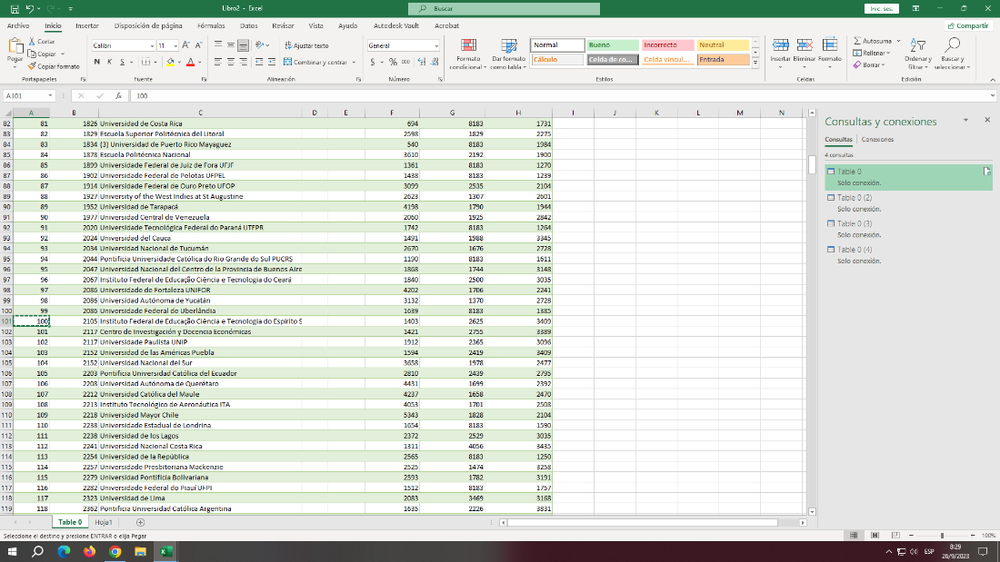 Libro2 - Excel
Buscar
Inic. ses.
Archivo Inicio Insertar Disposición de página Fórmulas Datos Revisar Vista Ayuda Autodesk Vault Acrobat Compartir
Pegar
Cortar
Copiar
Copiar formato
Portapapeles
Calibri 11
N K S
Fuente
Ajustar texto
Combinar y centrar
Alineación
General
$ % 000
Número
Formato condicional
Dar formato como tabla
Normal Bueno Incorrecto Neutral
Cálculo Celda de co... Celda vincul... Entrada
Estilos
Insertar Eliminar Formato
Celdas
Autosuma
Rellenar
Borrar
Ordenar y filtrar
Buscar y seleccionar
Edición
A101 fx 100
A B C D E F G H I J K L M N
82 81 1826 Universidad de Costa Rica 694 8183 1731
83 82 1829 Escuela Superior Politécnica del Litoral 2598 1829 2275
84 83 1834 (3) Universidad de Puerto Rico Mayaguez 540 8183 1984
85 84 1878 Escuela Politécnica Nacional 3610 2192 1900
86 85 1899 Universidade Federal de Juiz de Fora UFJF 1361 8183 1270
87 86 1902 Universidade Federal de Pelotas UFPEL 1438 8183 1239
88 87 1914 Universidade Federal de Ouro Preto UFOP 3099 2535 2104
89 88 1927 University of the West Indies at St Augustine 2623 1307 2601
90 89 1952 Universidad de Tarapacá 4198 1790 1944
91 90 1977 Universidad Central de Venezuela 2060 1925 2842
92 91 2020 Universidade Tecnológica Federal do Paraná UTFPR 1742 8183 1264
93 92 2024 Universidad del Cauca 1491 1988 3345
94 93 2034 Universidad Nacional de Tucumán 2670 1676 2728
95 94 2044 Pontificia Universidade Católica do Rio Grande do Sul PUCRS 1190 8183 1611
96 95 2047 Universidad Nacional del Centro de la Provincia de Buenos Aire 1868 1744 3148
97 96 2067 Instituto Federal de Educação Ciência e Tecnologia do Ceará 1840 2500 3035
98 97 2086 Universidade de Fortaleza UNIFOR 4202 1706 2241
99 98 2086 Universidad Autónoma de Yucatán 3132 1370 2728
100 99 2086 Universidade Federal de Uberlândia 1639 8183 1385
101 100 2105 Instituto Federal de Educação Ciência e Tecnologia do Espírito S 1403 2625 3409
102 101 2117 Centro de Investigación y Docencia Económicas 1421 2755 3389
103 102 2117 Universidade Paulista UNIP 1912 2365 3096
104 103 2152 Universidad de las Américas Puebla 1594 2419 3409
105 104 2152 Universidad Nacional del Sur 3658 1978 2477
106 105 2203 Pontificia Universidad Católica del Ecuador 2810 2439 2795
107 106 2208 Universidad Autónoma de Querétaro 4431 1699 2392
108 107 2212 Universidad Católica del Maule 4237 1658 2470
109 108 2213 Instituto Tecnológico de Aeronáutica ITA 4053 1701 2508
110 109 2218 Universidad Mayor Chile 5343 1828 2104
111 110 2238 Universidade Estadual de Londrina 1654 8183 1590
112 111 2238 Universidad de los Lagos 2372 2529 3035
113 112 2241 Universidad Nacional Costa Rica 1311 4056 3435
114 113 2254 Universidad de la República 2565 8183 1250
115 114 2257 Universidade Presbiteriana Mackenzie 2525 1474 3258
116 115 2279 Universidad Pontificia Bolivariana 2593 1782 3191
117 116 2282 Universidade Federal do Piauí UFPI 1512 8183 1757
118 117 2323 Universidad de Lima 2083 3469 3168
119 118 2362 Pontificia Universidad Católica Argentina 1635 2226 3831
Consultas y conexiones
Consultas Conexiones
4 consultas
Table 0
Solo conexión.
Table 0 (2)
Solo conexión.
Table 0 (3)
Solo conexión.
Table 0 (4)
Solo conexión.
Table 0 Hoja1
Seleccione el destino y presione ENTRAR o elija Pegar
100%
ESP
8:29
26/9/2023